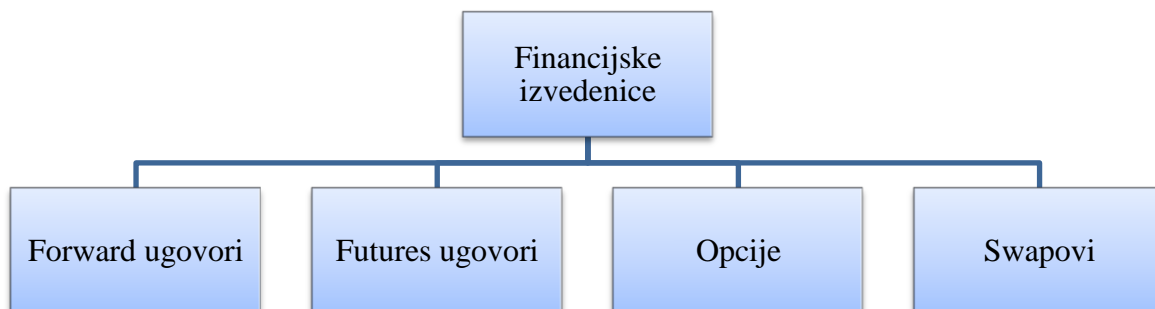 Financijske
izvedenice
Forward ugovori
Futures ugovori
Opcije
Swapovi